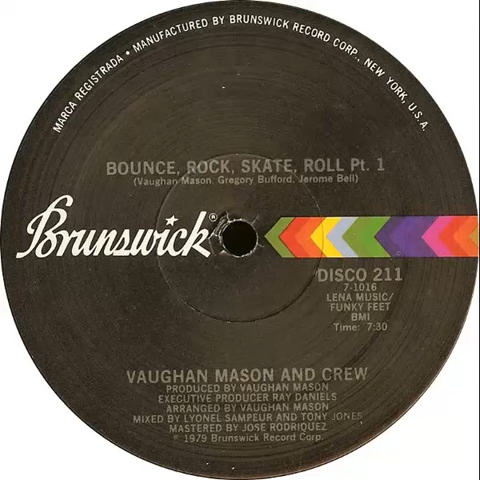 MARCA REGISTRADA • MANUFACTURED BY BRUNSWICK RECORD CORP., NEW YORK, U.S.A.
BOUNCE, ROCK, SKATE, ROLL Pt. 1
(Vaughan Mason, Gregory Bufford, Jerome Bell)
Brunswick®
DISCO 211
7-1016
LENA MUSIC/
FUNKY FEET
BMI
Time: 7:30
VAUGHAN MASON AND CREW
PRODUCED BY VAUGHAN MASON
EXECUTIVE PRODUCER RAY DANIELS
ARRANGED BY VAUGHAN MASON
MIXED BY LYONEL SAMPEUR AND TONY JONES
MASTERED BY JOSE RODRIQUEZ
© 1979 Brunswick Record Corp.